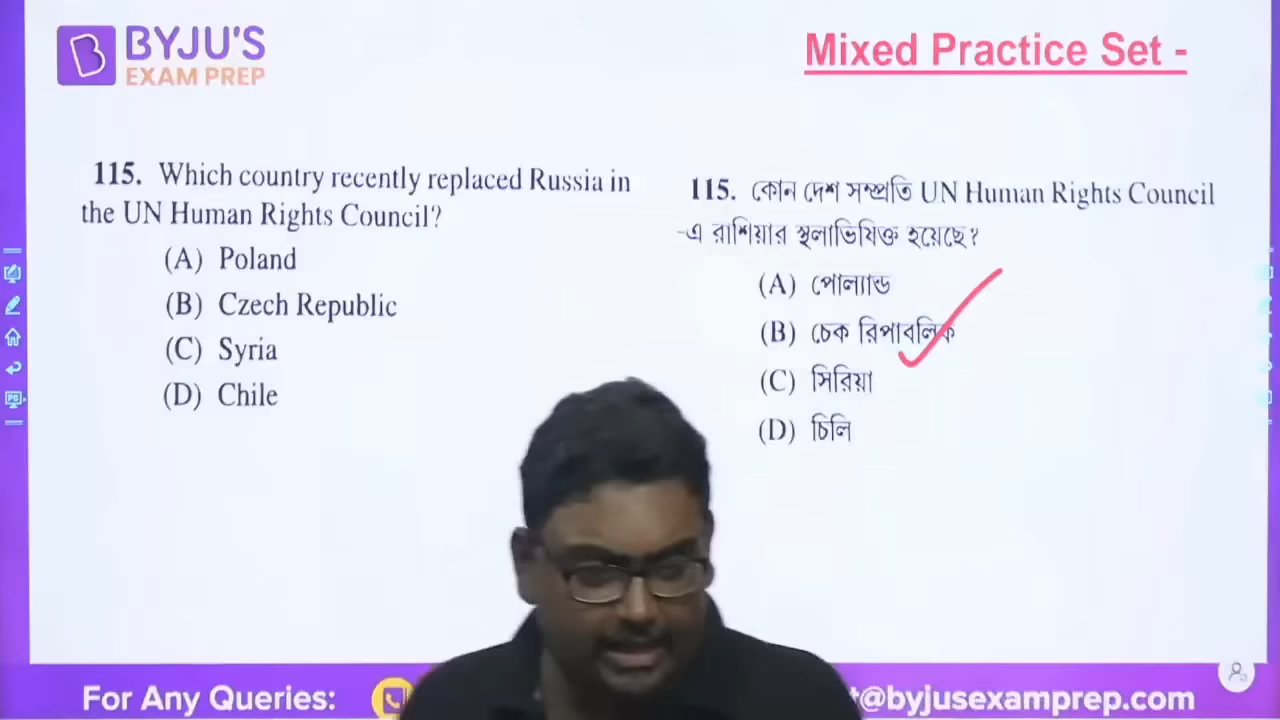 BYJU'S
EXAM PREP
Mixed Practice Set -
115. Which country recently replaced Russia in
the UN Human Rights Council?
(A) Poland
(B) Czech Republic
(C) Syria
(D) Chile
115. কোন দেশ সম্প্রতি UN Human Rights Council
-এ রাশিয়ার স্থলাভিষিক্ত হয়েছে?
(A) পোল্যান্ড
(B) চেক রিপাবলিক
(C) সিরিয়া
(D) চিলি
For Any Queries:
@byjusexamprep.com